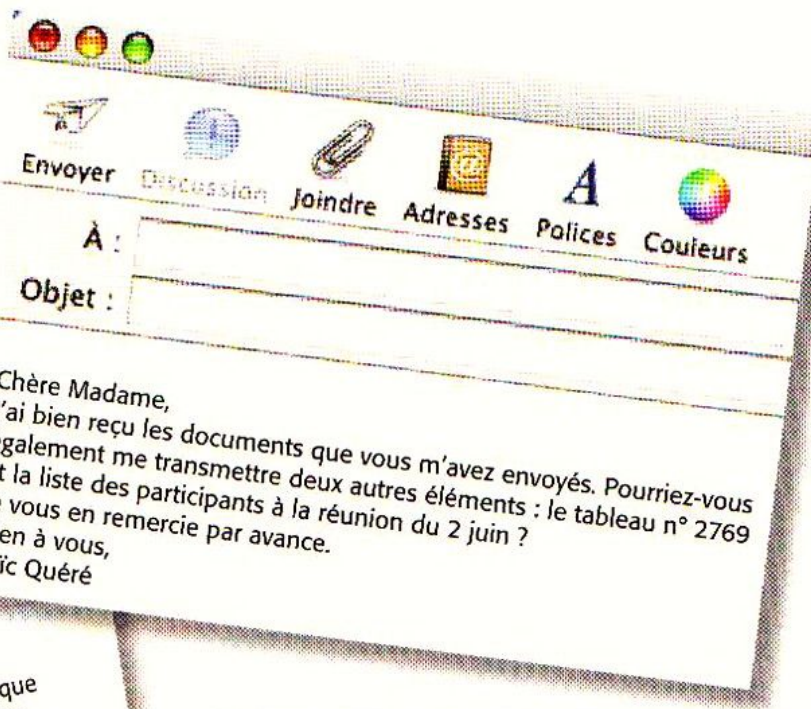 Envoyer Discussion Joindre Adresses Polices Couleurs
À :
Objet :
Chère Madame,
'ai bien reçu les documents que vous m'avez envoyés. Pourriez-vous
également me transmettre deux autres éléments : le tableau n° 2769
t la liste des participants à la réunion du 2 juin ?
e vous en remercie par avance.
en à vous,
ïc Quéré
que